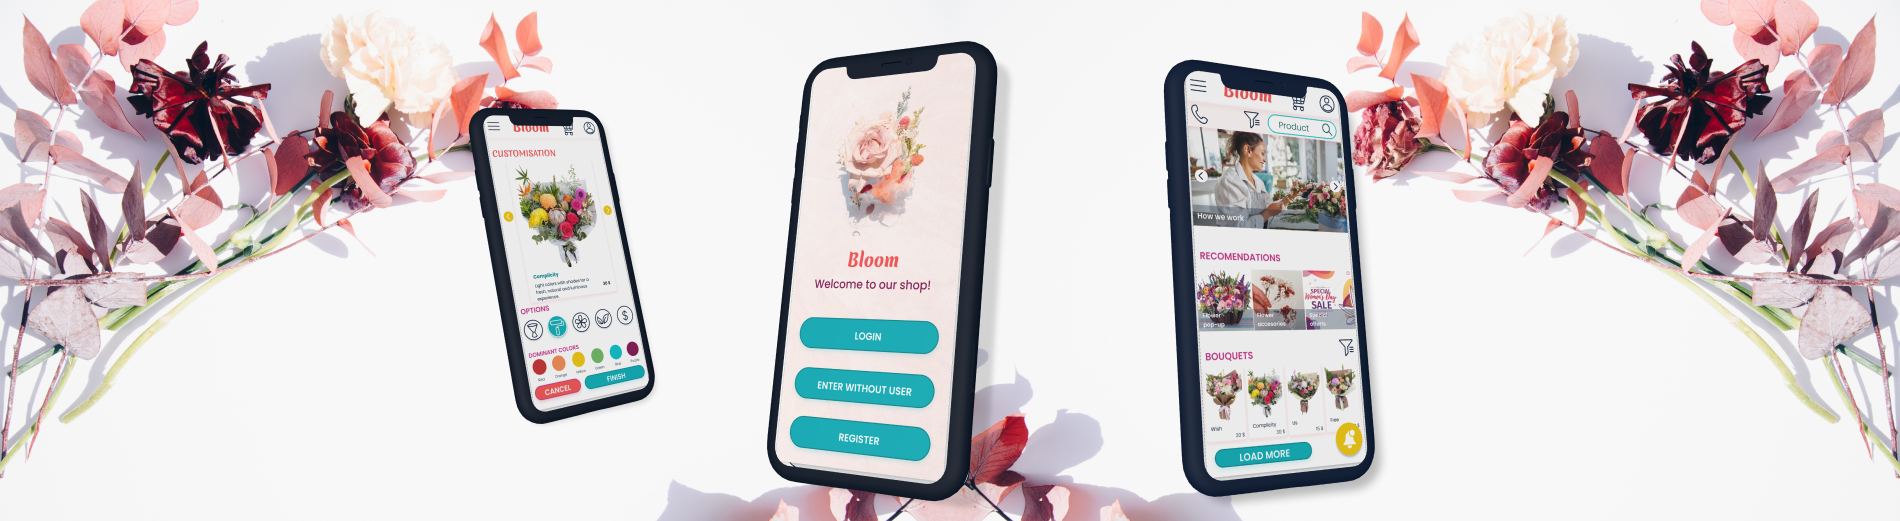 Bloom
CUSTOMISATION
Complicity
Light colors with shades for a
fresh, natural and luminous
experience.
30 $
OPTIONS
DOMINANT COLORS
Red
Orange
Yellow
Green
Blue
Purple
CANCEL
FINISH
Bloom
Welcome to our shop!
LOGIN
ENTER WITHOUT USER
REGISTER
Bloom
Product
How we work
RECOMENDATIONS
Flower
pop-up
Flower
accesories
SPECIAL
Women's Day
SALE
Special
offers
BOUQUETS
Wish
20 $
Complicity
30 $
Us
15 $
Free
LOAD MORE